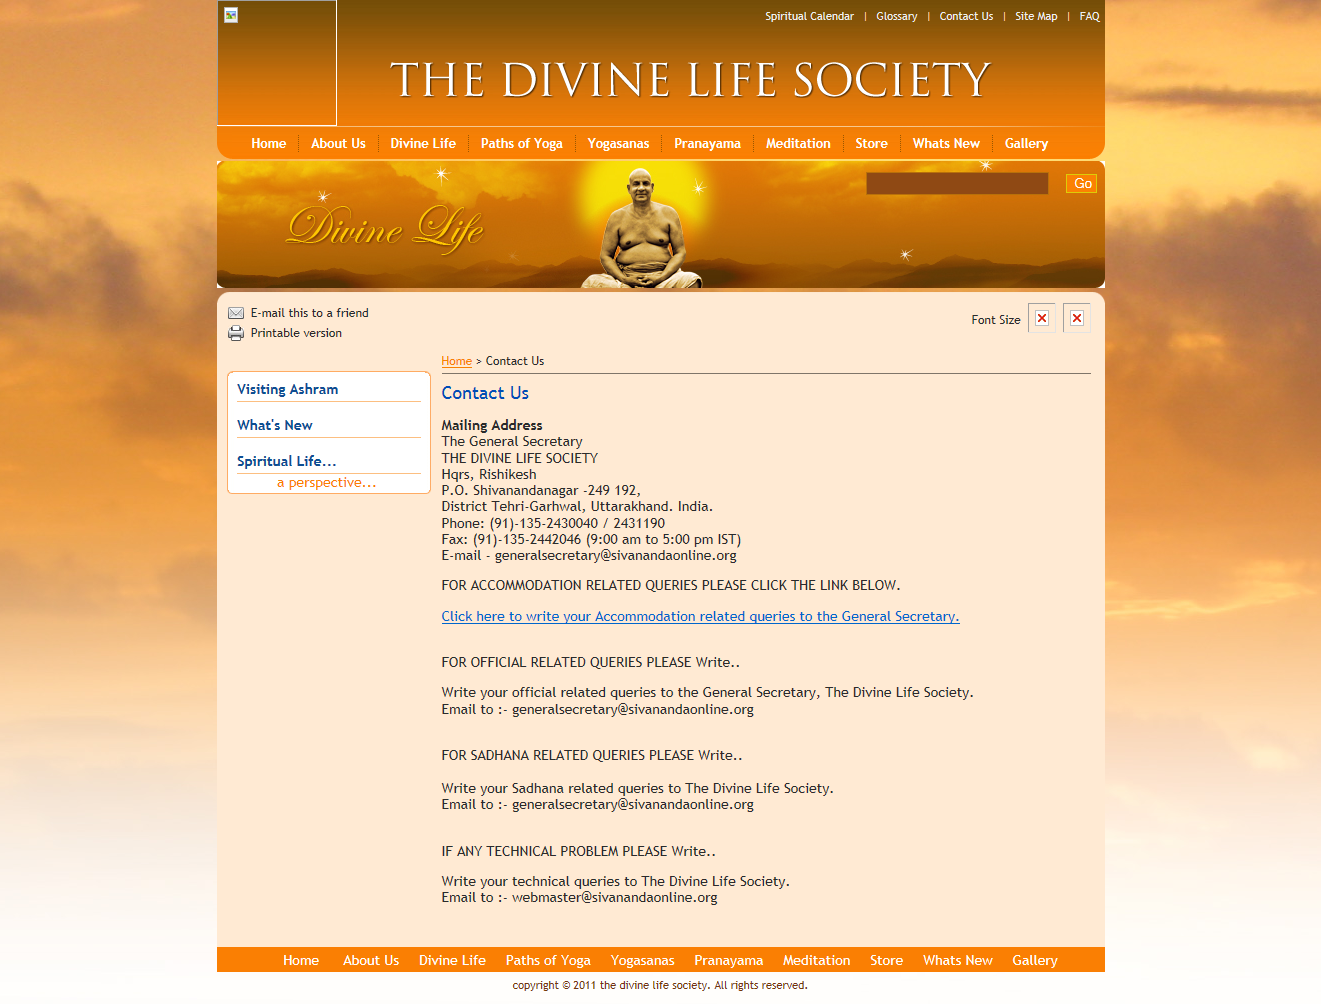 Spiritual Calendar | Glossary | Contact Us | Site Map | FAQ
THE DIVINE LIFE SOCIETY
Home About Us Divine Life Paths of Yoga Yogasanas Pranayama Meditation Store Whats New Gallery
Go
Divine Life
E-mail this to a friend
Printable version
Font Size
Home > Contact Us
Visiting Ashram
What's New
Spiritual Life...
a perspective...
Contact Us
Mailing Address
The General Secretary
THE DIVINE LIFE SOCIETY
Hqrs, Rishikesh
P.O. Shivanandanagar -249 192,
District Tehri-Garhwal, Uttarakhand. India.
Phone: (91)-135-2430040 / 2431190
Fax: (91)-135-2442046 (9:00 am to 5:00 pm IST)
E-mail - generalsecretary@sivanandaonline.org
FOR ACCOMMODATION RELATED QUERIES PLEASE CLICK THE LINK BELOW.
Click here to write your Accommodation related queries to the General Secretary.
FOR OFFICIAL RELATED QUERIES PLEASE Write..
Write your official related queries to the General Secretary, The Divine Life Society.
Email to :- generalsecretary@sivanandaonline.org
FOR SADHANA RELATED QUERIES PLEASE Write..
Write your Sadhana related queries to The Divine Life Society.
Email to :- generalsecretary@sivanandaonline.org
IF ANY TECHNICAL PROBLEM PLEASE Write..
Write your technical queries to The Divine Life Society.
Email to :- webmaster@sivanandaonline.org
Home About Us Divine Life Paths of Yoga Yogasanas Pranayama Meditation Store Whats New Gallery
copyright © 2011 the divine life society. All rights reserved.